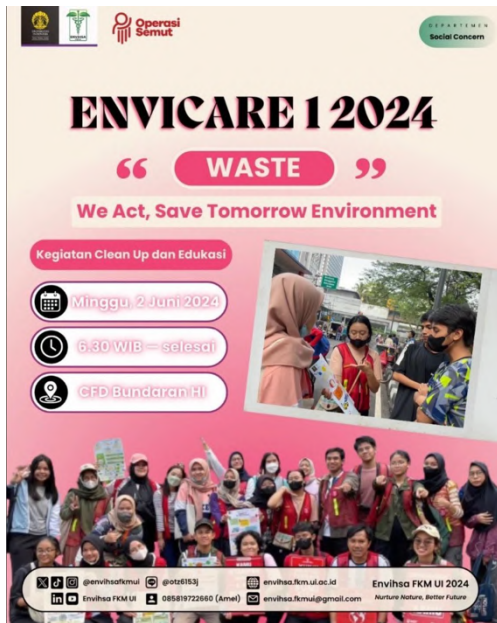 Operasi
Semut
DEPARTEMEN
Social Concern
ENVICARE 1 2024
“ WASTE ”
We Act, Save Tomorrow Environment
Kegiatan Clean Up dan Edukasi
Minggu, 2 Juni 2024
6.30 WIB — selesai
CFD Bundaran HI
@envihsafkmui
@otz6153j
envihsa.fkm.ui.ac.id
Envihsa FKM UI 2024
Envihsa FKM UI
085819722660 (Amel)
envihsa.fkmui@gmail.com
Nurture Nature, Better Future